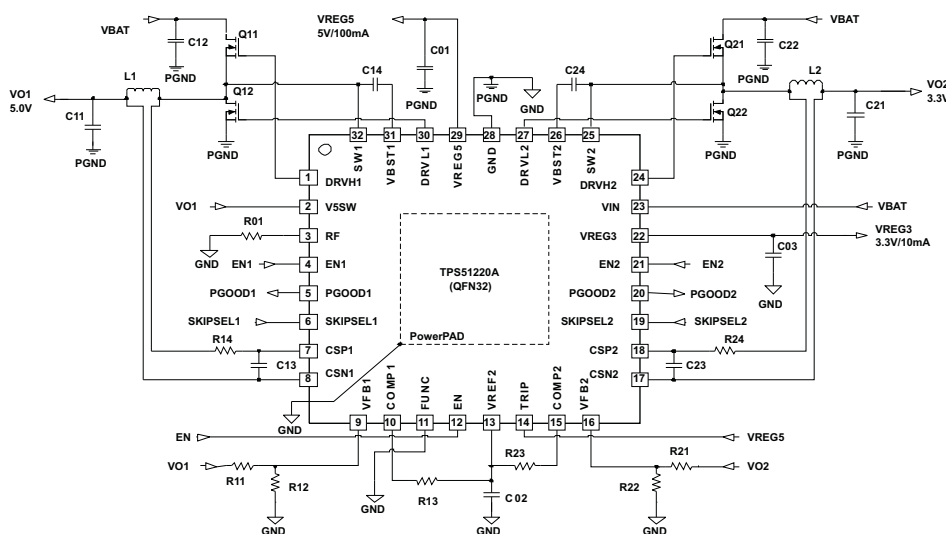 VBAT
Q11
C12
PGND
VREG5
5V/100mA
C01
PGND
C14
L1
VO1
5.0V
C11
PGND
Q12
PGND
PGND
GND
C24
Q21
VBAT
C22
PGND
L2
VO2
3.3V
C21
PGND
Q22
PGND
32
31
30
29
28
27
26
25
SW1
VBST1
DRVL1
VREG5
GND
DRVL2
VBST2
SW2
1
DRVH1
DRVH2
24
VO1
2
V5SW
VIN
23
VBAT
R01
GND
3
RF
VREG3
22
VREG3
3.3V/10mA
C03
GND
EN1
4
EN1
EN2
21
EN2
PGOOD1
5
PGOOD1
PGOOD2
20
PGOOD2
SKIPSEL1
6
SKIPSEL1
SKIPSEL2
19
SKIPSEL2
TPS51220A
(QFN32)
PowerPAD
R14
7
CSP1
CSP2
18
R24
C13
8
CSN1
CSN2
17
C23
GND
VFB1
COMP1
FUNC
EN
VREF2
TRIP
COMP2
VFB2
9
10
11
12
13
14
15
16
EN
VREG5
VO1
R11
R12
GND
GND
R13
R23
C02
GND
R21
VO2
R22
GND